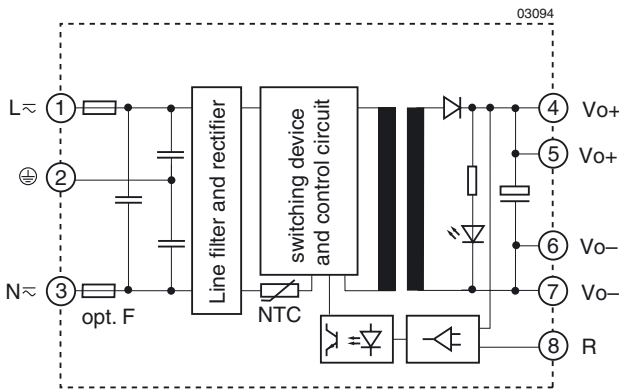 03094
L≂ 1
4 Vo+
5 Vo+
⏚ 2
Line filter and rectifier
switching device
and control circuit
6 Vo–
N≂ 3
opt. F
NTC
7 Vo–
8 R